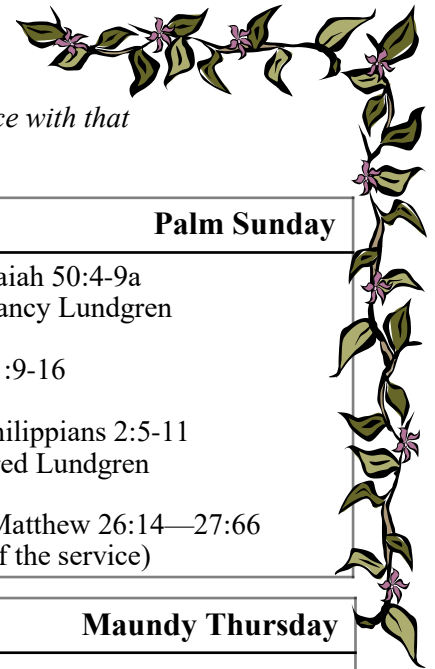 ce with that
Palm Sunday
aiah 50:4-9a
ancy Lundgren
:9-16
hilippians 2:5-11
red Lundgren
Matthew 26:14—27:66
f the service)
Maundy Thursday